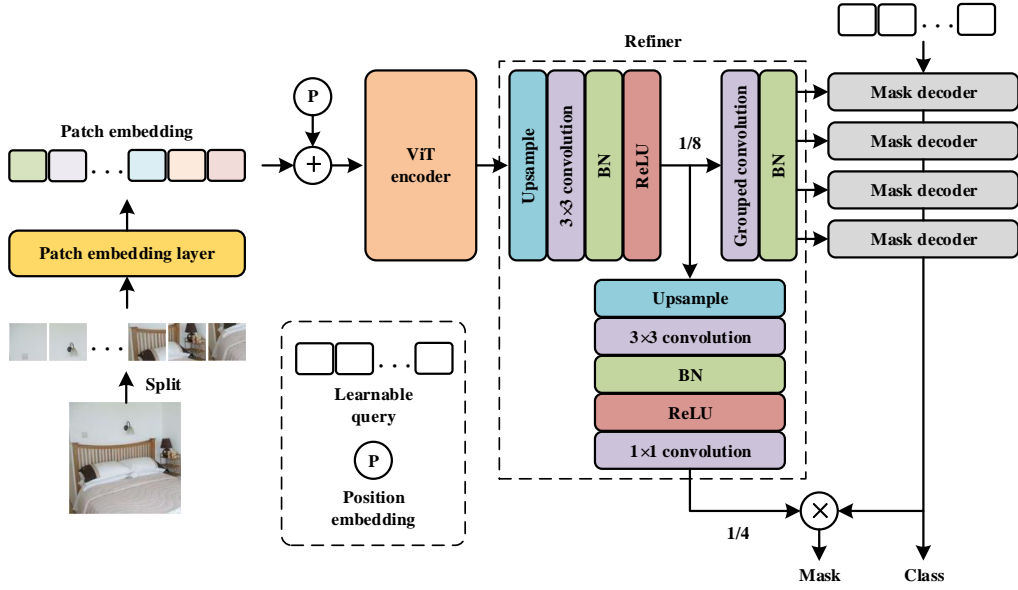 Refiner
P
Patch embedding
. . .
+
ViT
encoder
Upsample
3×3 convolution
BN
ReLU
1/8
Grouped convolution
BN
. . .
Mask decoder
Mask decoder
Mask decoder
Mask decoder
Patch embedding layer
. . .
Split
. . .
Learnable
query
P
Position
embedding
Upsample
3×3 convolution
BN
ReLU
1×1 convolution
1/4
×
Mask
Class